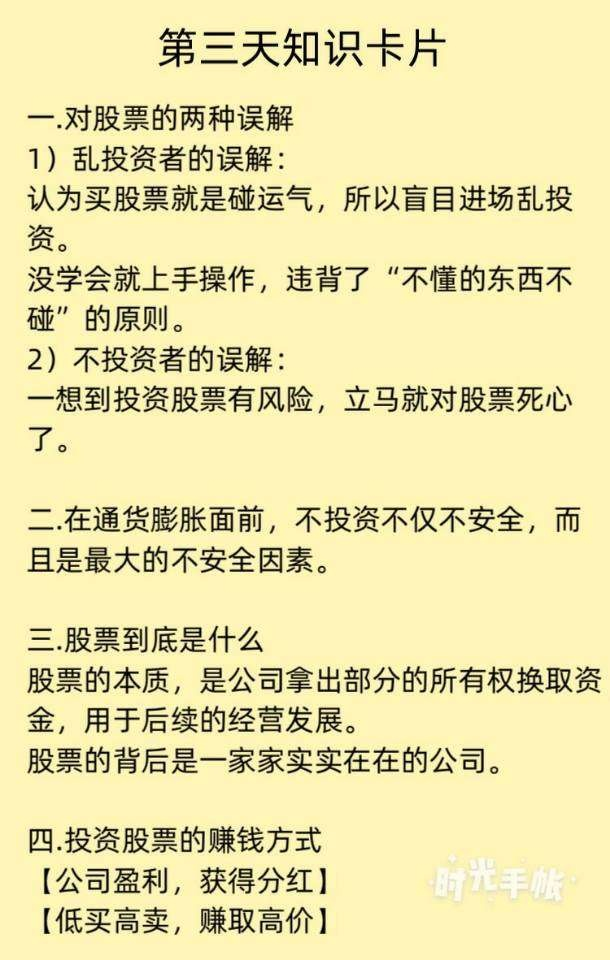 第三天知识卡片
一.对股票的两种误解
1）乱投资者的误解：
认为买股票就是碰运气，所以盲目进场乱投
资。
没学会就上手操作，违背了“不懂的东西不
碰”的原则。
2）不投资者的误解：
一想到投资股票有风险，立马就对股票死心
了。
二.在通货膨胀面前，不投资不仅不安全，而
且是最大的不安全因素。
三.股票到底是什么
股票的本质，是公司拿出部分的所有权换取资
金，用于后续的经营发展。
股票的背后是一家家实实在在的公司。
四.投资股票的赚钱方式
【公司盈利，获得分红】
【低买高卖，赚取高价】
时光手帐